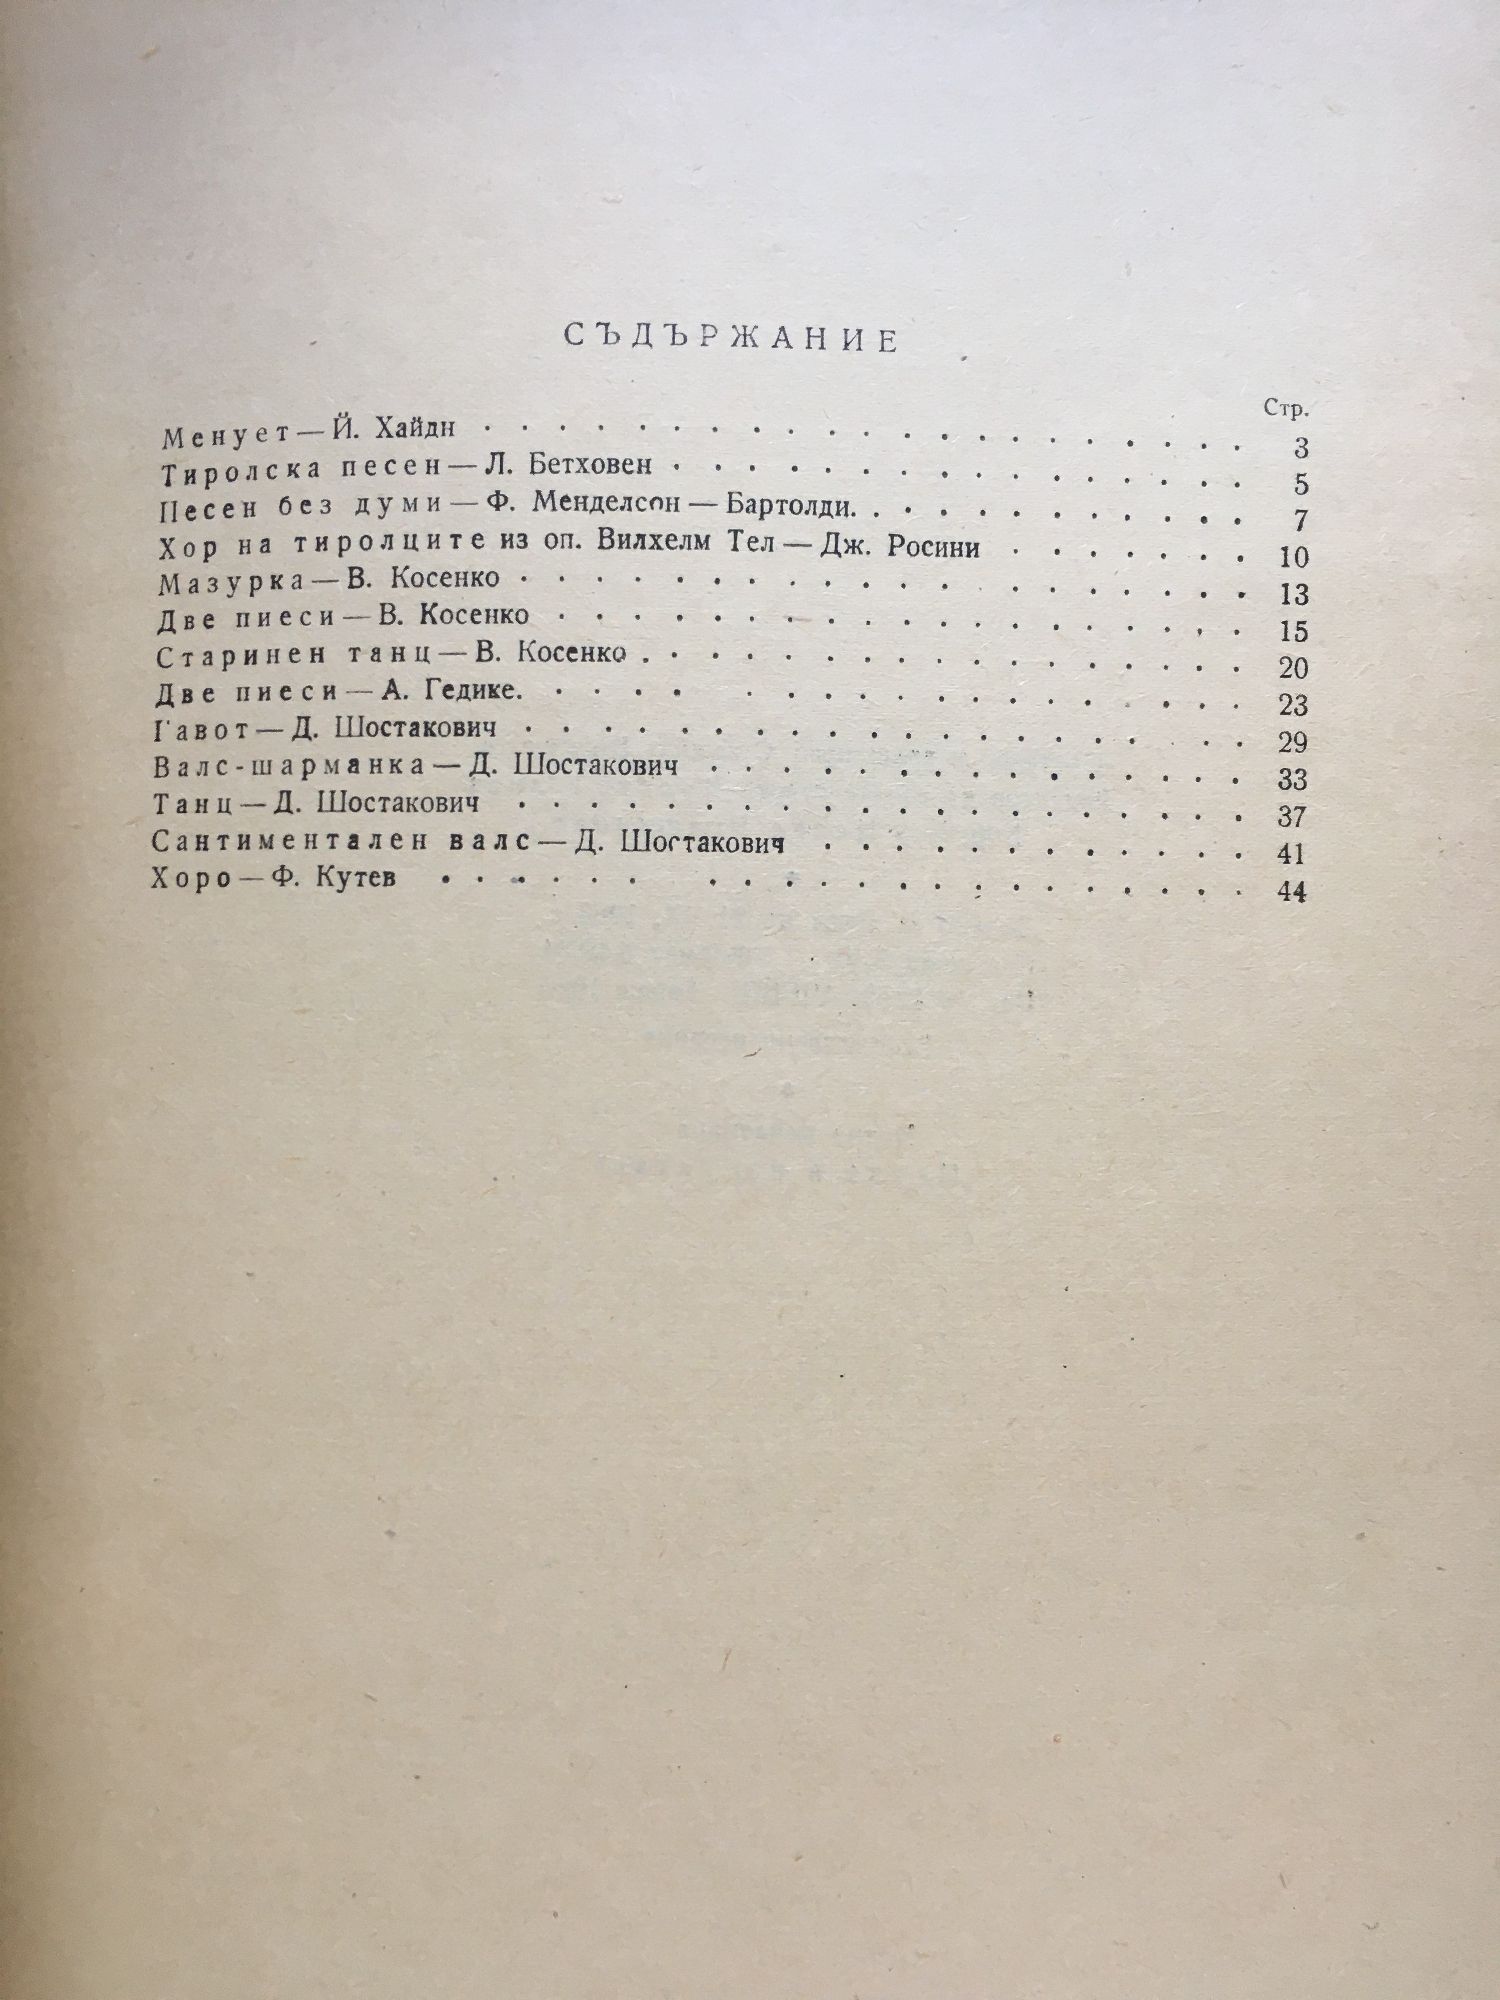 СЪДЪРЖАНИЕ
Стр.
Менует — Й. Хайдн . . . . . . . . . . . . . . . . . . . . 3
Тиролска песен — Л. Бетховен . . . . . . . . . . . . . . . 5
Песен без думи — Ф. Менделсон — Бартолди. . . . . . . . . . . 7
Хор на тиролците из оп. Вилхелм Тел — Дж. Росини . . . . . . . 10
Мазурка — В. Косенко . . . . . . . . . . . . . . . . . . 13
Две пиеси — В. Косенко . . . . . . . . . . . . . . . . . . 15
Старинен танц — В. Косенко . . . . . . . . . . . . . . . . 20
Две пиеси — А. Гедике. . . . . . . . . . . . . . . . . . 23
Гавот — Д. Шостакович . . . . . . . . . . . . . . . . . . 29
Валс-шарманка — Д. Шостакович . . . . . . . . . . . . . . 33
Танц — Д. Шостакович . . . . . . . . . . . . . . . . . . . 37
Сантиментален валс — Д. Шостакович . . . . . . . . . . . . 41
Хоро — Ф. Кутев . . . . . . . . . . . . . . . . . . . . 44